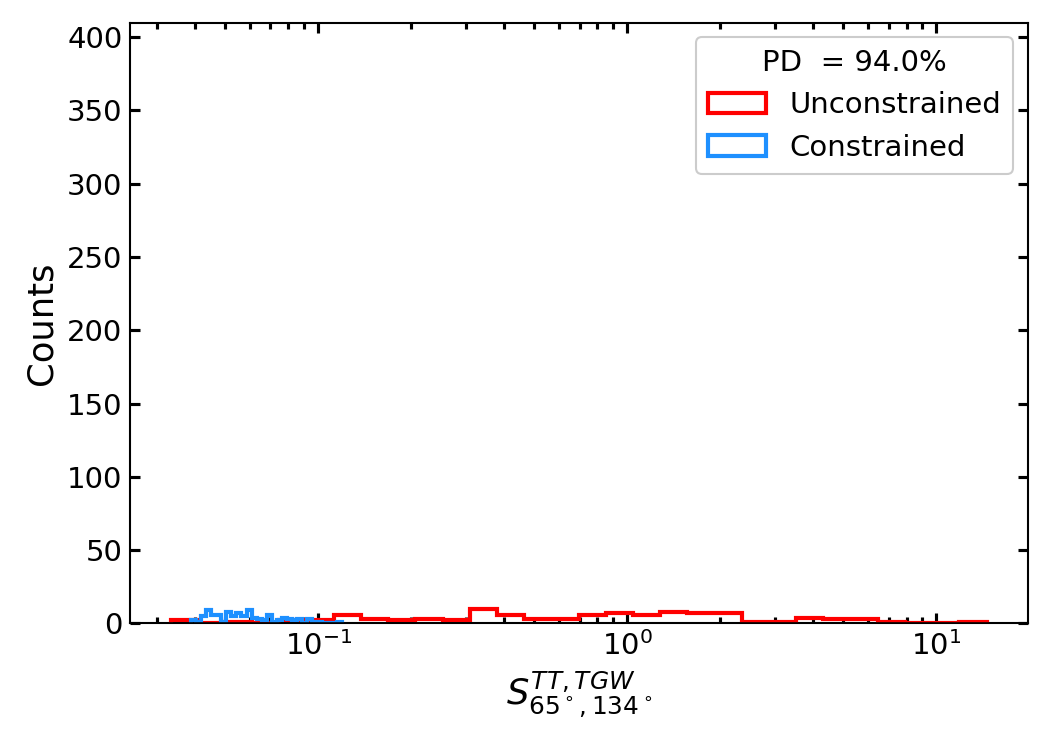 400
350
300
250
200
150
100
50
0
Counts
PD = 94.0%
Unconstrained
Constrained
10⁻¹
10⁰
10¹
S^{TT,TGW}_{65°,134°}